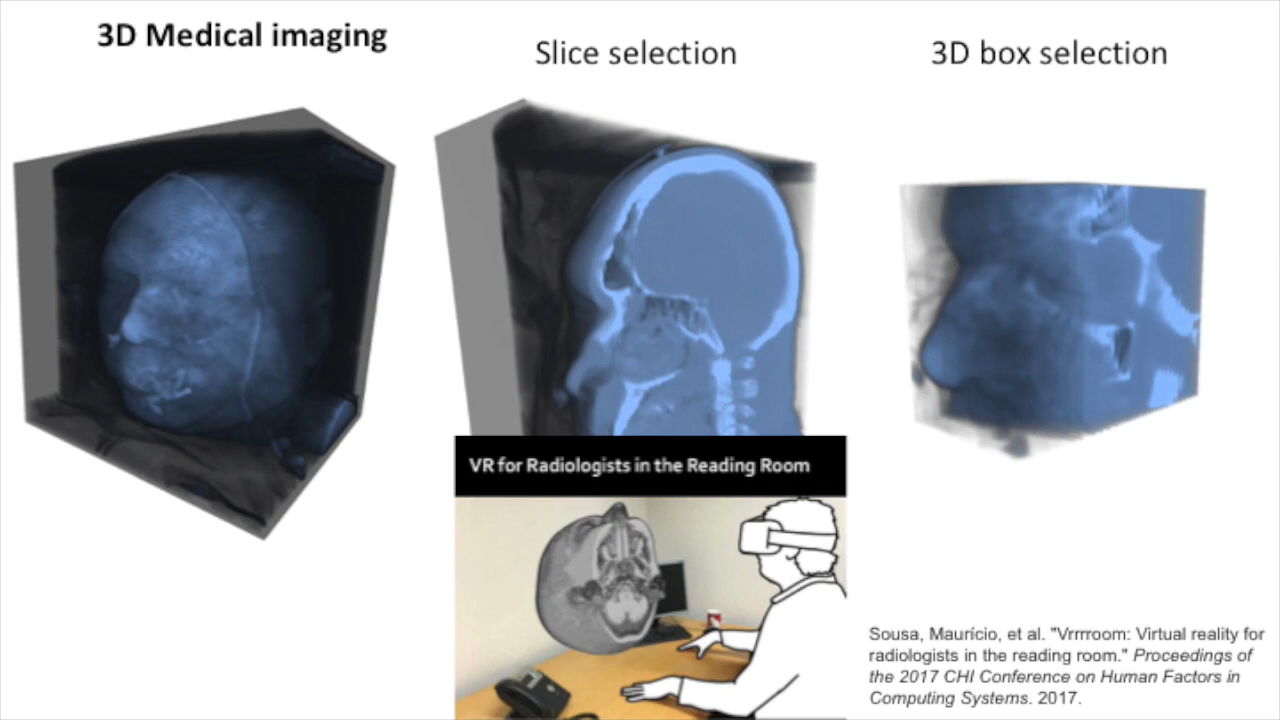 3D Medical imaging
Slice selection
3D box selection
VR for Radiologists in the Reading Room
Sousa, Maurício, et al. "Vrrrroom: Virtual reality for
radiologists in the reading room." Proceedings of
the 2017 CHI Conference on Human Factors in
Computing Systems. 2017.